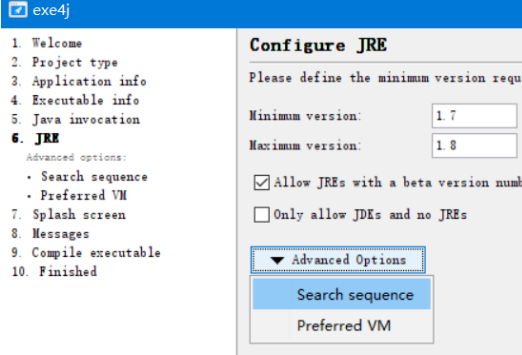 exe4j
1. Welcome
2. Project type
3. Application info
4. Executable info
5. Java invocation
6. JRE
Advanced options:
· Search sequence
· Preferred VM
7. Splash screen
8. Messages
9. Compile executable
10. Finished
Configure JRE
Please define the minimum version requ
Minimum version: 1.7
Maximum version: 1.8
Allow JREs with a beta version numb
Only allow JDKs and no JREs
Advanced Options
Search sequence
Preferred VM